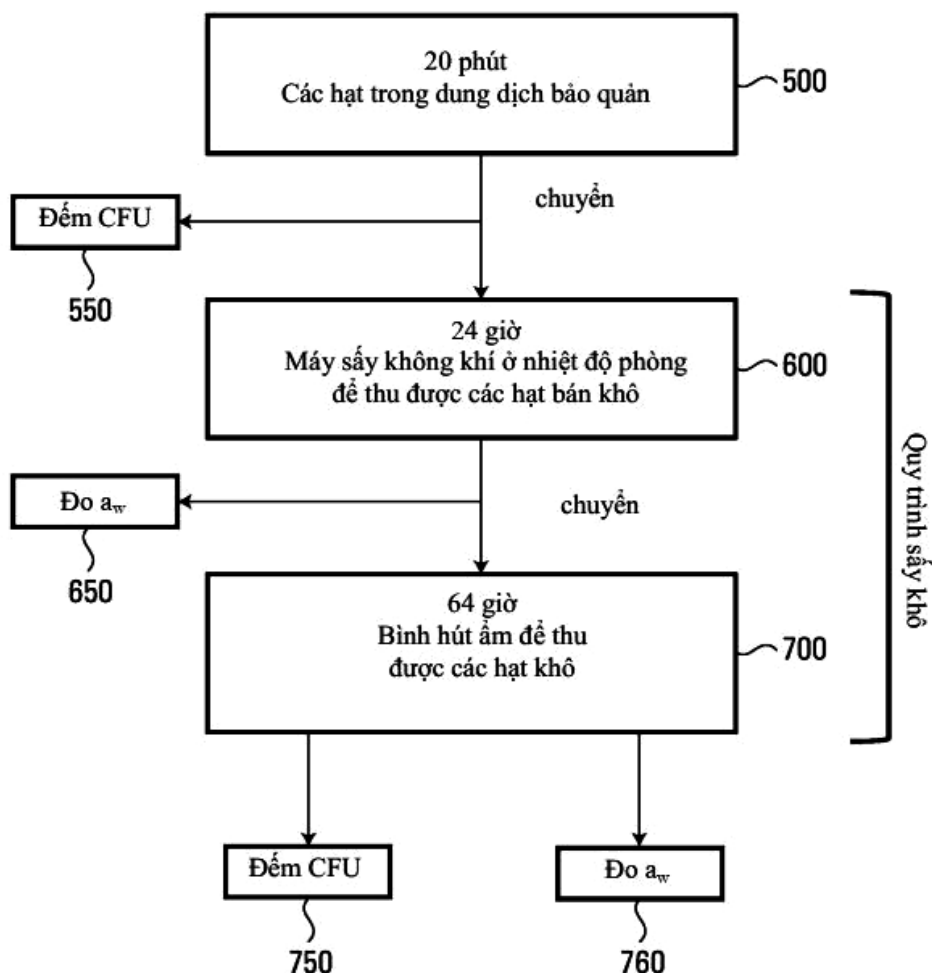 20 phút
Các hạt trong dung dịch bảo quản
500
chuyển
Đếm CFU
550
24 giờ
Máy sấy không khí ở nhiệt độ phòng
để thu được các hạt bán khô
600
Quy trình sấy khô
Đo aw
chuyển
650
64 giờ
Bình hút ẩm để thu
được các hạt khô
700
Đếm CFU
Đo aw
750
760